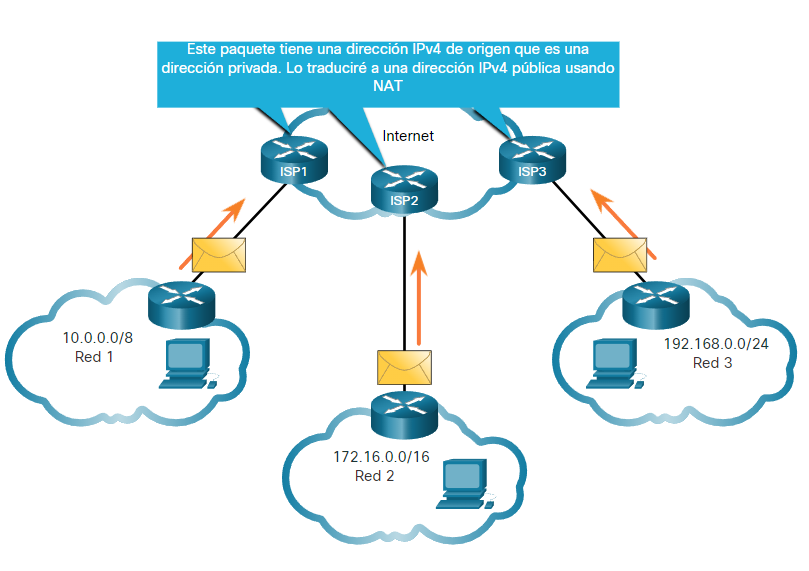 Este paquete tiene una dirección IPv4 de origen que es una
dirección privada. Lo traduciré a una dirección IPv4 pública usando
NAT
Internet
ISP1
ISP2
ISP3
10.0.0.0/8
Red 1
192.168.0.0/24
Red 3
172.16.0.0/16
Red 2